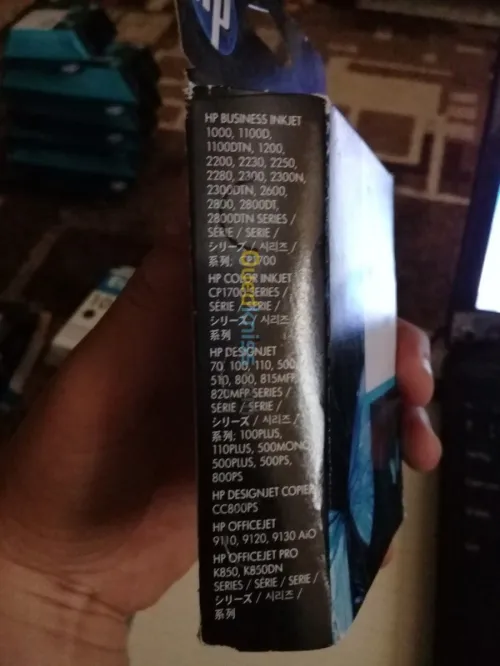 hp
HP BUSINESS INKJET
1000, 1100D,
1100DTN, 1200,
2200, 2230, 2250,
2280, 2300, 2300N,
2300DTN, 2600,
2800, 2800DT,
2800DTN SERIES /
SÉRIE / SERIE /
シリーズ / 시리즈 /
系列; CP1700
HP COLOR INKJET
CP1700 SERIES /
SÉRIE / SERIE /
シリーズ / 시리즈 /
系列
HP DESIGNJET
70, 100, 110, 500,
510, 800, 815MFP,
820MFP SERIES /
SÉRIE / SERIE /
シリーズ / 시리즈 /
系列; 100PLUS,
110PLUS, 500MONO,
500PLUS, 500PS,
800PS
HP DESIGNJET COPIER
CC800PS
HP OFFICEJET
9110, 9120, 9130 AiO
HP OFFICEJET PRO
K850, K850DN
SERIES / SÉRIE / SERIE /
シリーズ / 시리즈 /
系列
Ouedkniss